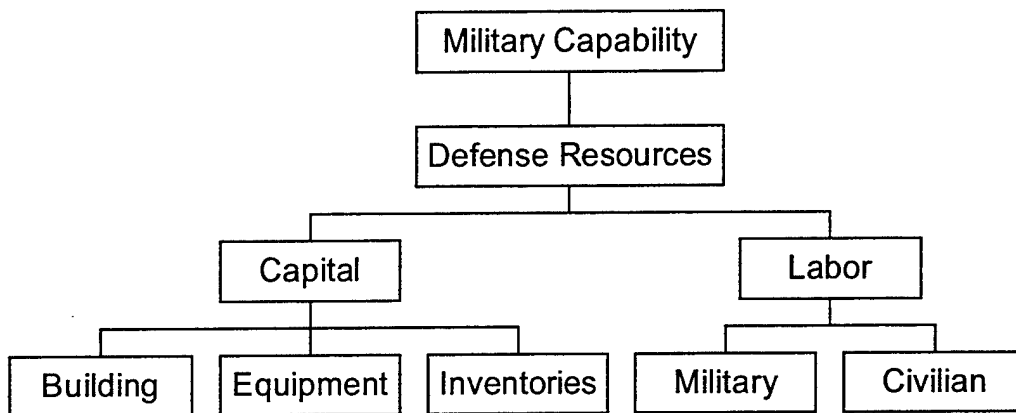 Military Capability
Defense Resources
Capital
Labor
Building
Equipment
Inventories
Military
Civilian